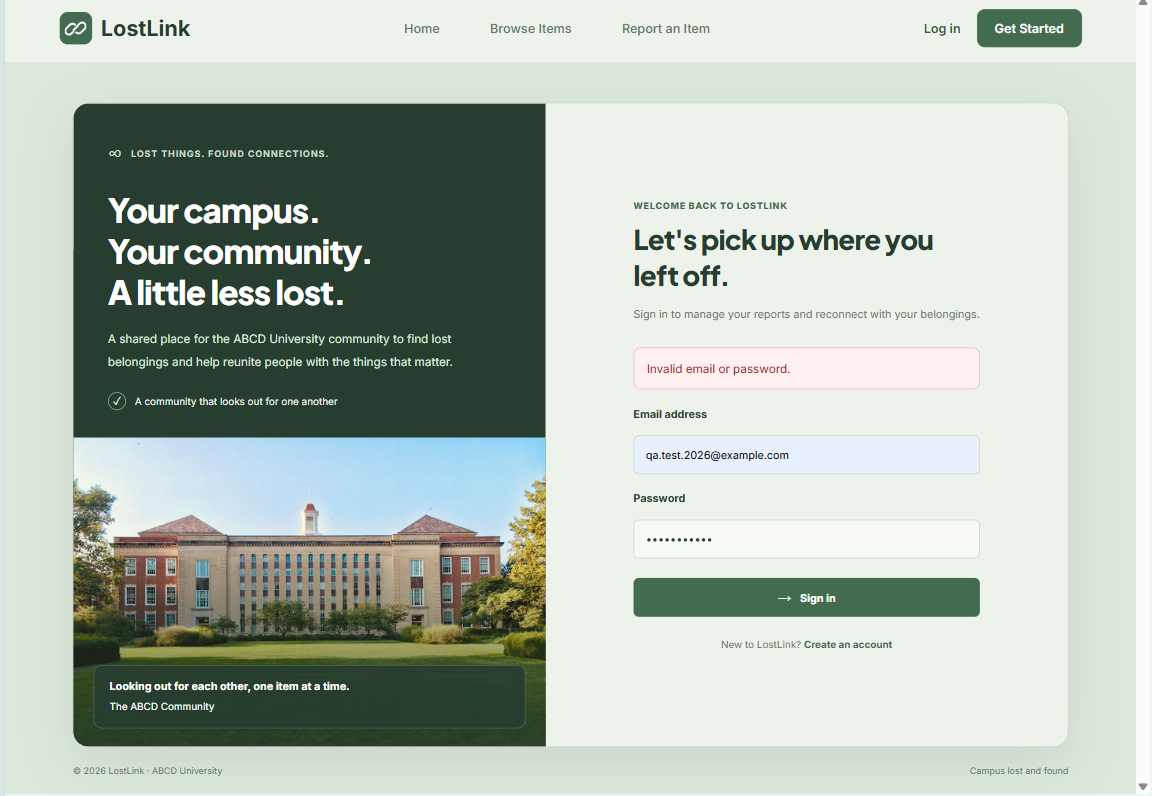 LostLink
Home
Browse Items
Report an Item
Log in
Get Started
LOST THINGS. FOUND CONNECTIONS.
Your campus.
Your community.
A little less lost.
A shared place for the ABCD University community to find lost
belongings and help reunite people with the things that matter.
A community that looks out for one another
Looking out for each other, one item at a time.
The ABCD Community
WELCOME BACK TO LOSTLINK
Let's pick up where you
left off.
Sign in to manage your reports and reconnect with your belongings.
Invalid email or password.
Email address
qa.test.2026@example.com
Password
•••••••••••
→ Sign in
New to LostLink? Create an account
© 2026 LostLink · ABCD University
Campus lost and found